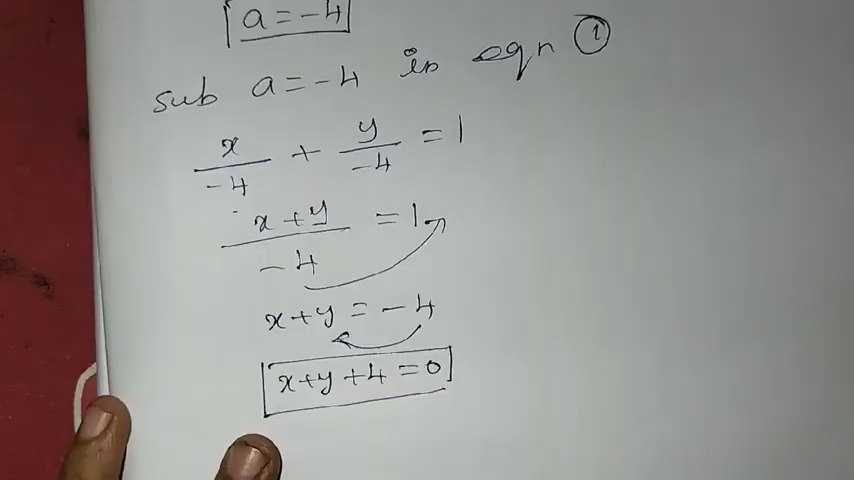 a = -4
sub a = -4 in eqn ①
x/-4 + y/-4 = 1
x+y/-4 = 1
x+y = -4
x+y+4 = 0